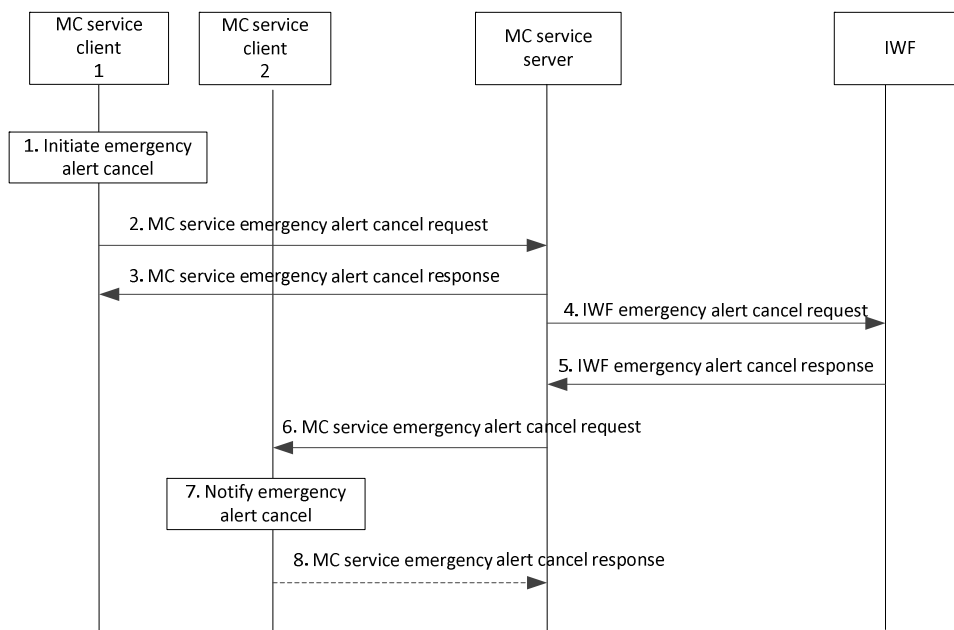 MC service
client
1
MC service
client
2
MC service
server
IWF
1. Initiate emergency
alert cancel
2. MC service emergency alert cancel request
3. MC service emergency alert cancel response
4. IWF emergency alert cancel request
5. IWF emergency alert cancel response
6. MC service emergency alert cancel request
7. Notify emergency
alert cancel
8. MC service emergency alert cancel response